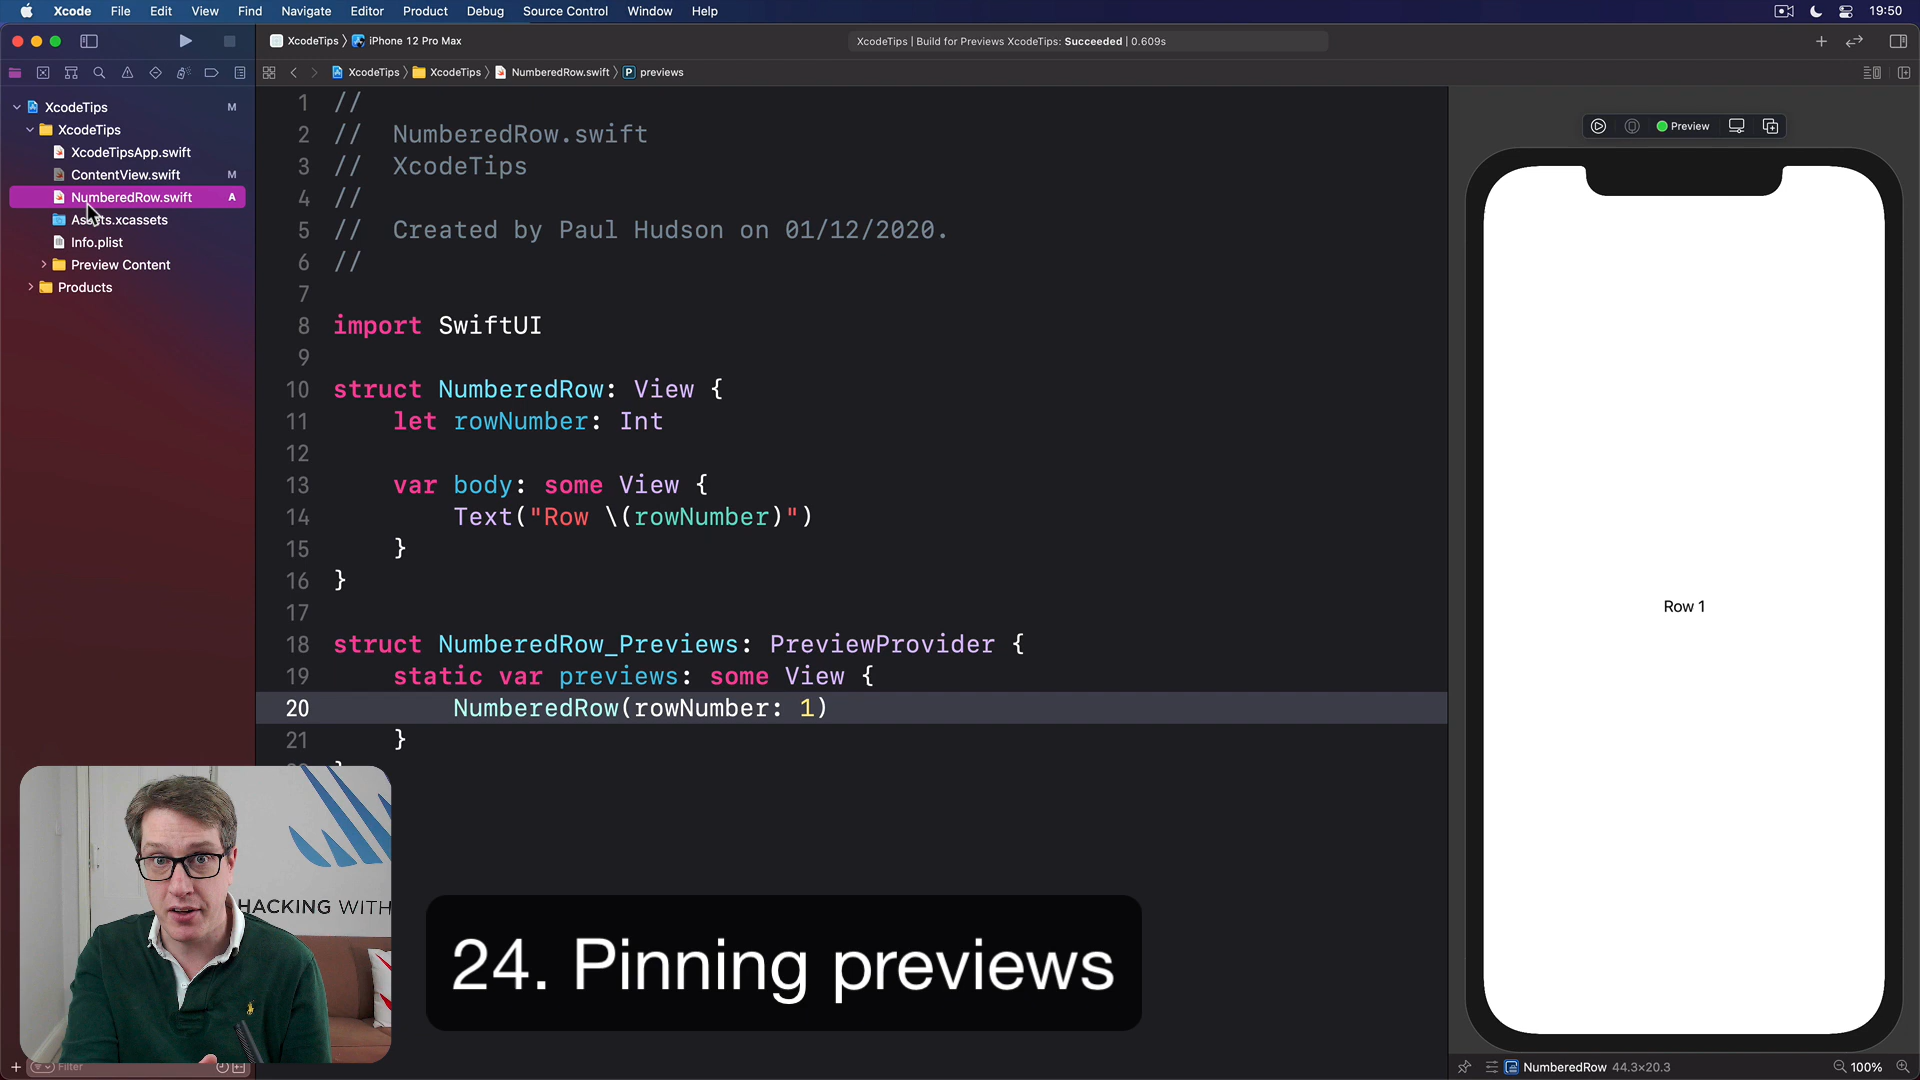 Xcode File Edit View Find Navigate Editor Product Debug Source Control Window Help 19:50
XcodeTips iPhone 12 Pro Max XcodeTips | Build for Previews XcodeTips: Succeeded | 0.609s
XcodeTips XcodeTips NumberedRow.swift P previews
XcodeTips M
XcodeTips
XcodeTipsApp.swift
ContentView.swift M
NumberedRow.swift A
Assets.xcassets
Info.plist
Preview Content
Products
1 //
2 // NumberedRow.swift
3 // XcodeTips
4 //
5 // Created by Paul Hudson on 01/12/2020.
6 //
7
8 import SwiftUI
9
10 struct NumberedRow: View {
11 let rowNumber: Int
12
13 var body: some View {
14 Text("Row \(rowNumber)")
15 }
16 }
17
18 struct NumberedRow_Previews: PreviewProvider {
19 static var previews: some View {
20 NumberedRow(rowNumber: 1)
21 }
Preview
Row 1
HACKING WITH
24. Pinning previews
Filter
NumberedRow 44.3×20.3 100%